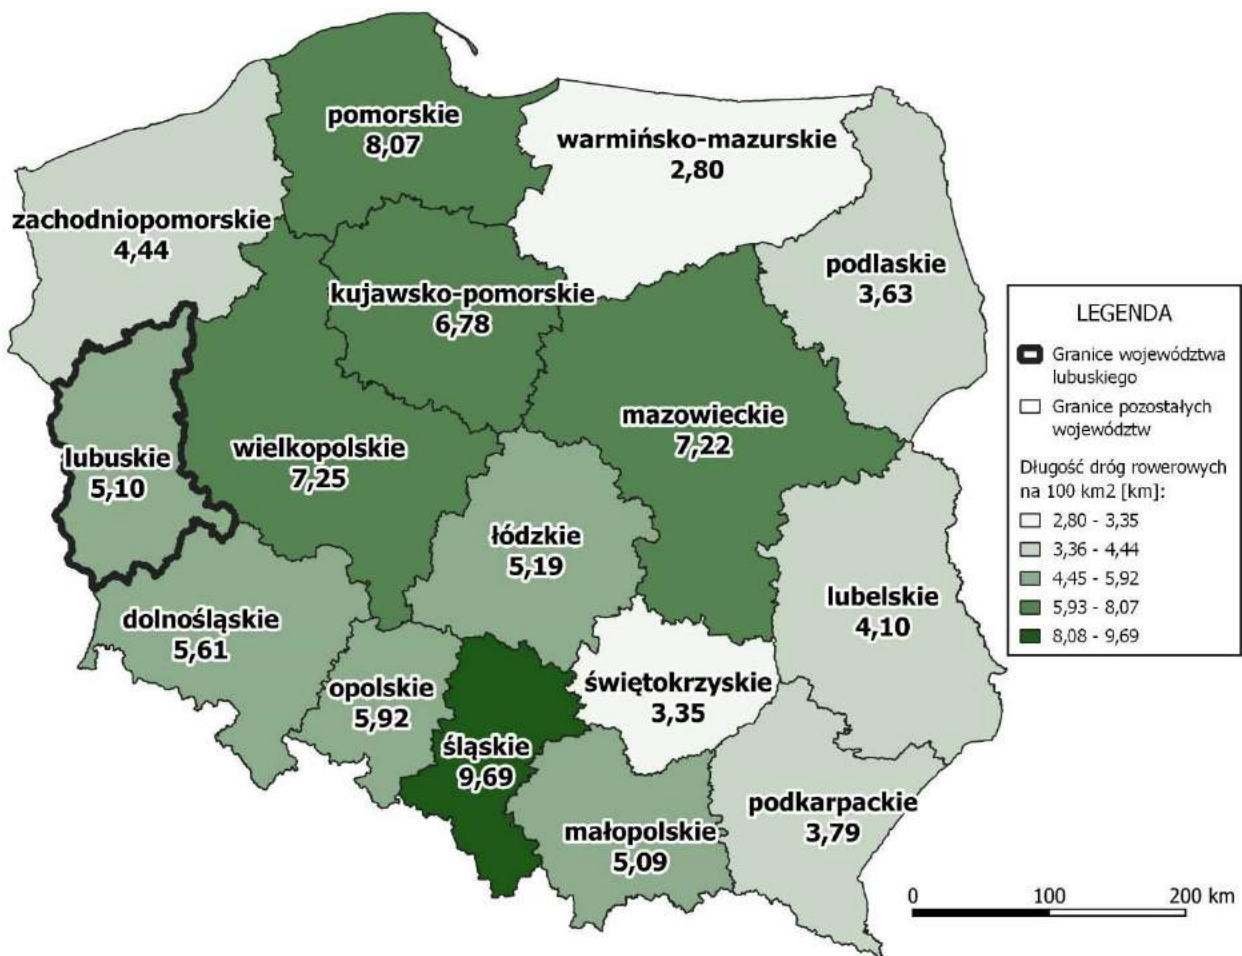 pomorskie
8,07
warmińsko-mazurskie
2,80
zachodniopomorskie
4,44
podlaskie
3,63
kujawsko-pomorskie
6,78
mazowieckie
7,22
wielkopolskie
7,25
lubuskie
5,10
łódzkie
5,19
lubelskie
4,10
dolnośląskie
5,61
opolskie
5,92
śląskie
9,69
świętokrzyskie
3,35
małopolskie
5,09
podkarpackie
3,79
LEGENDA
Granice województwa
lubuskiego
Granice pozostałych
województw
Długość dróg rowerowych
na 100 km2 [km]:
2,80 - 3,35
3,36 - 4,44
4,45 - 5,92
5,93 - 8,07
8,08 - 9,69
0 100 200 km